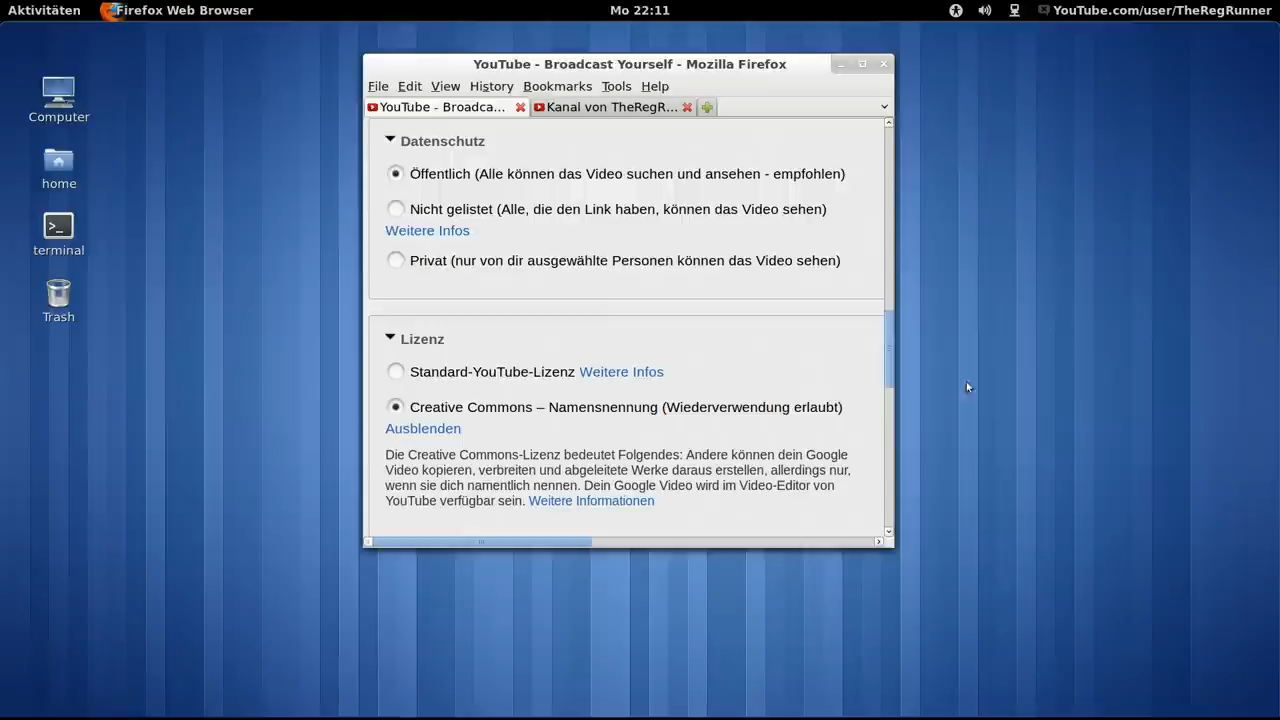 Aktivitäten Firefox Web Browser Mo 22:11 YouTube.com/user/TheRegRunner
Computer
home
terminal
Trash
YouTube - Broadcast Yourself - Mozilla Firefox
File Edit View History Bookmarks Tools Help
YouTube - Broadca... Kanal von TheRegR...
Datenschutz
Öffentlich (Alle können das Video suchen und ansehen - empfohlen)
Nicht gelistet (Alle, die den Link haben, können das Video sehen)
Weitere Infos
Privat (nur von dir ausgewählte Personen können das Video sehen)
Lizenz
Standard-YouTube-Lizenz Weitere Infos
Creative Commons – Namensnennung (Wiederverwendung erlaubt)
Ausblenden
Die Creative Commons-Lizenz bedeutet Folgendes: Andere können dein Google
Video kopieren, verbreiten und abgeleitete Werke daraus erstellen, allerdings nur,
wenn sie dich namentlich nennen. Dein Google Video wird im Video-Editor von
YouTube verfügbar sein. Weitere Informationen